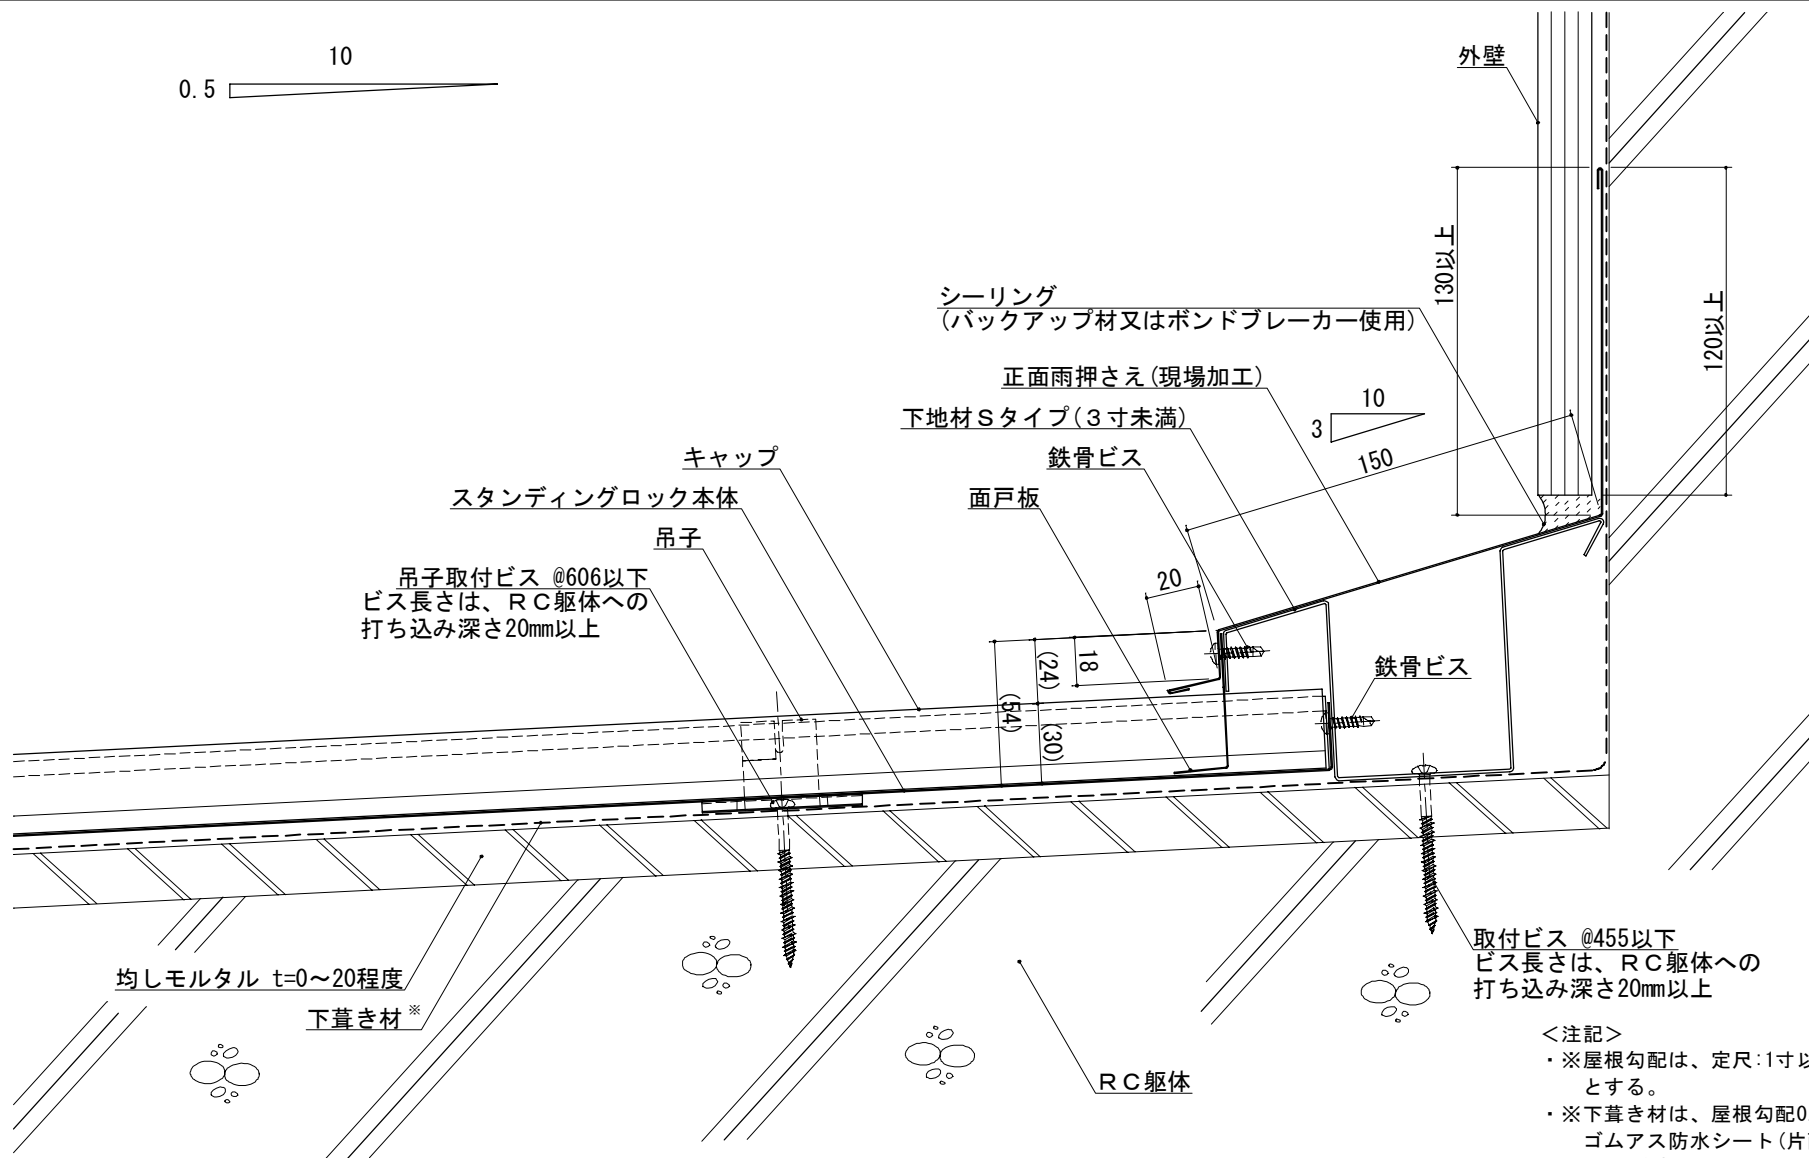 10
0.5
外壁
130以上
120以上
シーリング
(バックアップ材又はボンドブレーカー使用)
正面雨押さえ(現場加工)
下地材Sタイプ(3寸未満)
10
3
150
キャップ
鉄骨ビス
スタンディングロック本体
面戸板
吊子
吊子取付ビス @606以下
ビス長さは、RC躯体への
打ち込み深さ20mm以上
20
18
(24)
(54)
(30)
鉄骨ビス
取付ビス @455以下
ビス長さは、RC躯体への
打ち込み深さ20mm以上
均しモルタル t=0～20程度
下葺き材※
RC躯体
<注記>
・※屋根勾配は、定尺:1寸以
とする。
・※下葺き材は、屋根勾配0.
ゴムアス防水シート(片